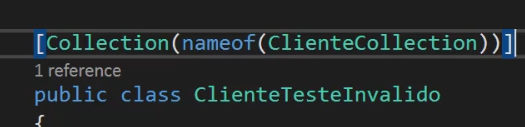 [Collection(nameof(ClienteCollection))]
1 reference
public class ClienteTesteInvalido
{